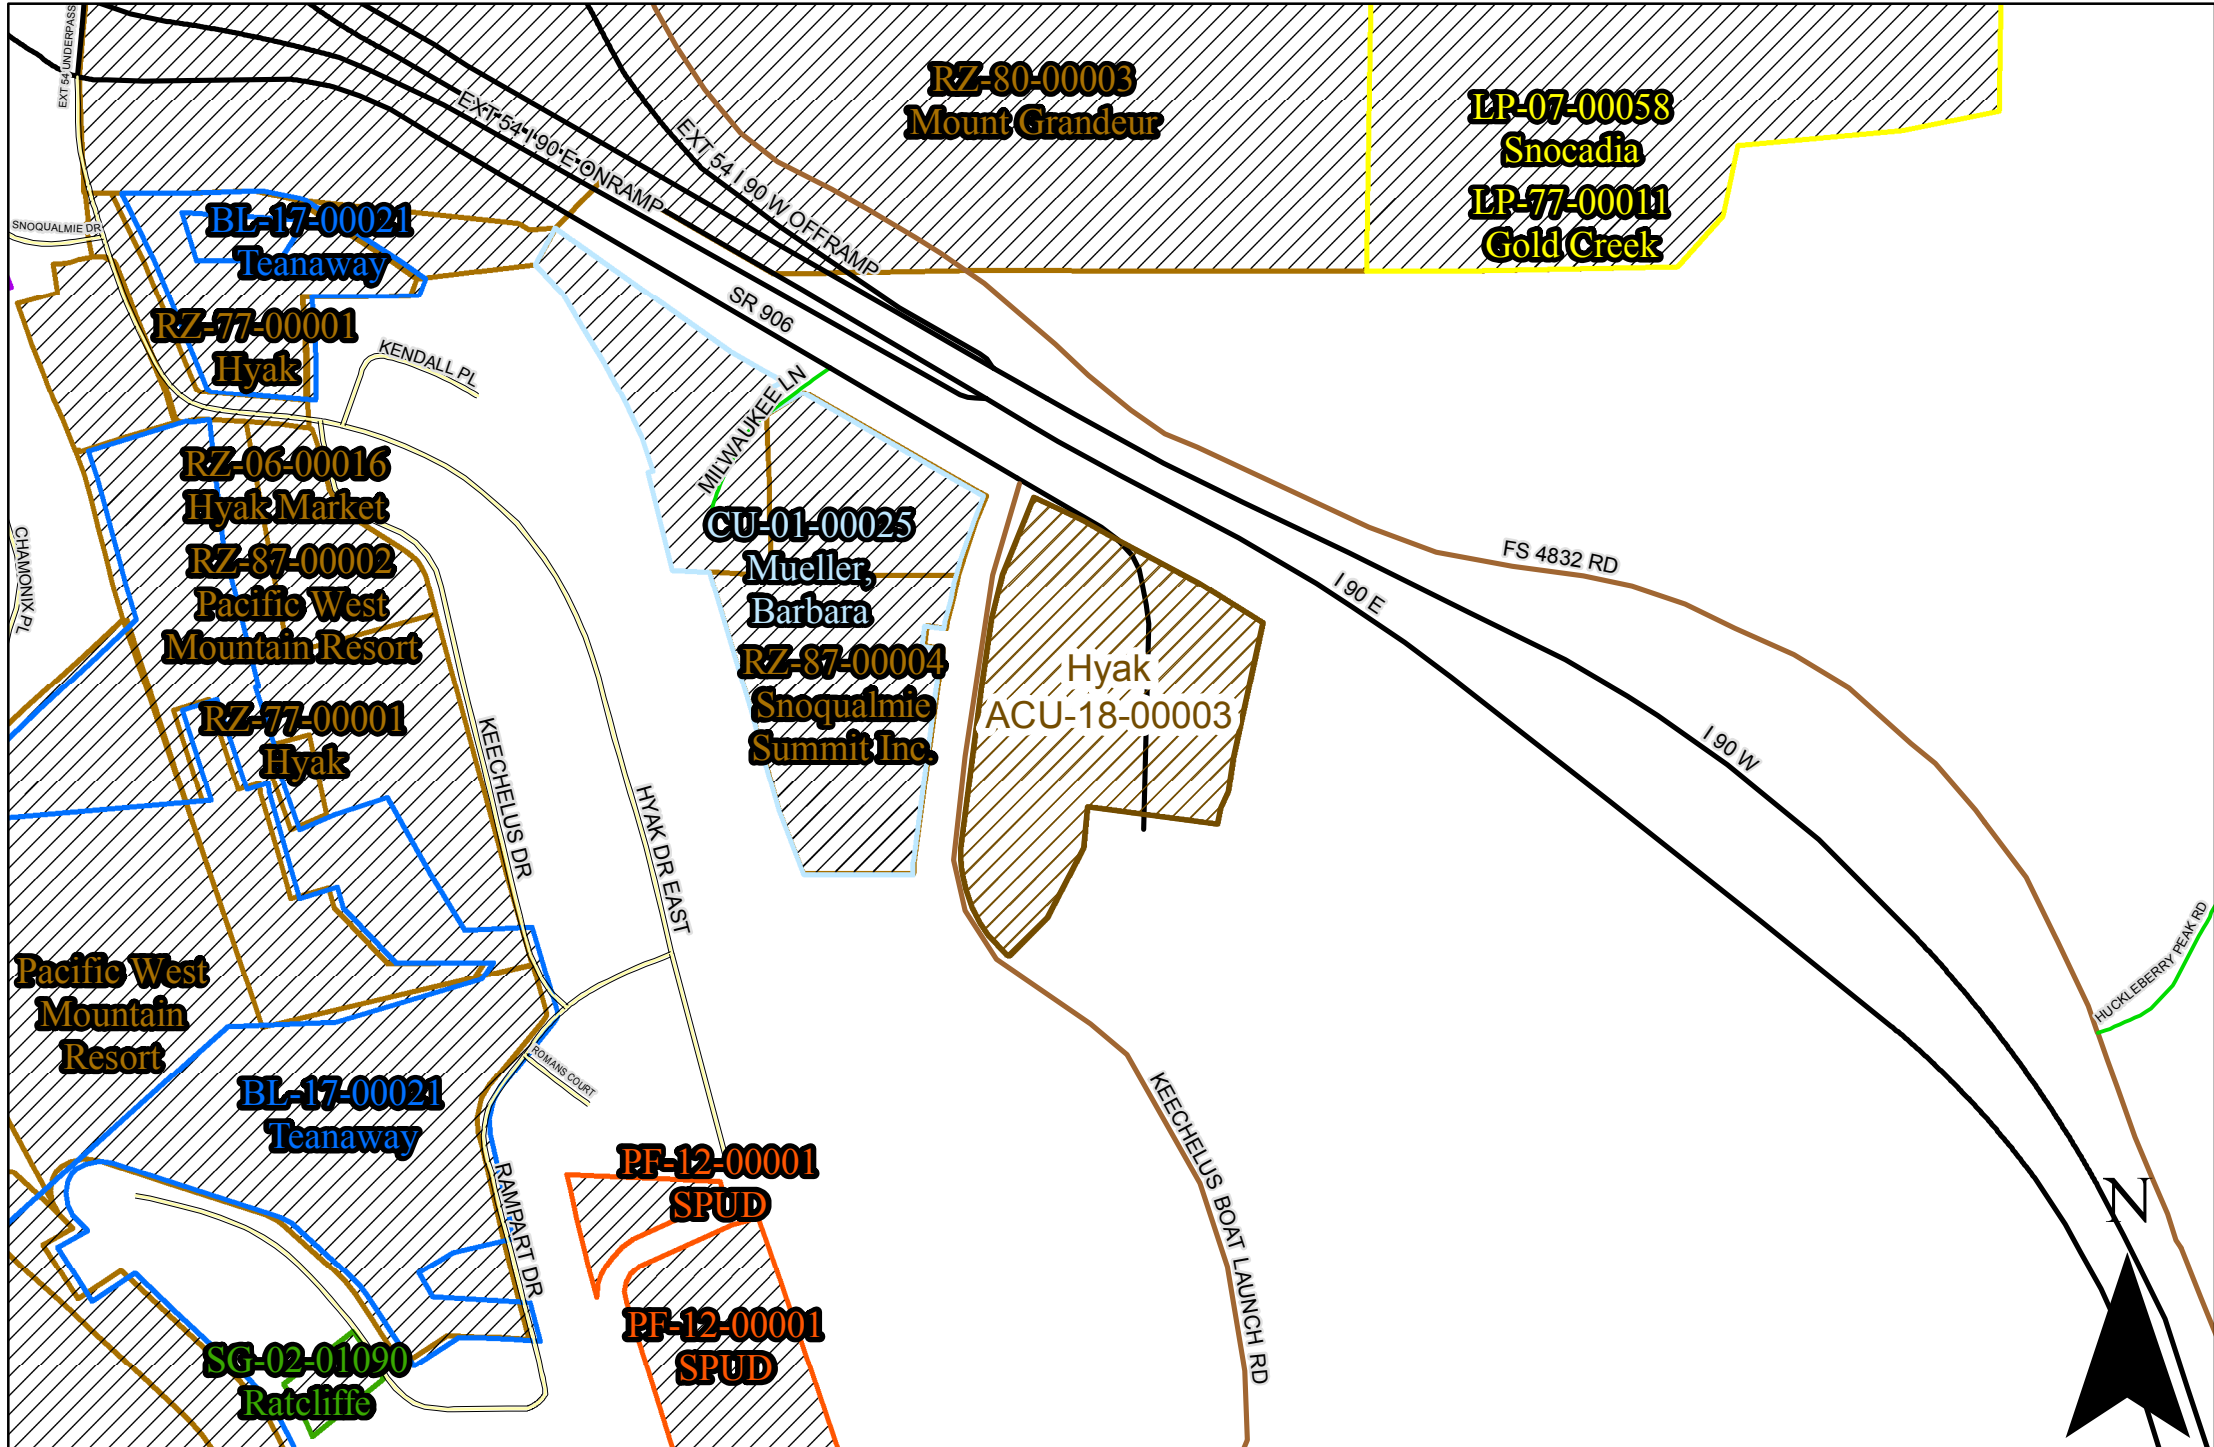 EXT 54 UNDERPASS
RZ-80-00003
Mount Grandeur
LP-07-00058
Snocadia
LP-77-00011
Gold Creek
EXT 54 I 90 E ONRAMP
EXT 54 I 90 W OFFRAMP
SNOQUALMIE DR
BL-17-00021
Teanaway
SR 906
RZ-77-00001
Hyak
KENDALL PL
MILWAUKEE LN
RZ-06-00016
Hyak Market
RZ-87-00002
Pacific West
Mountain Resort
RZ-77-00001
Hyak
CHAMONIX PL
CU-01-00025
Mueller,
Barbara
RZ-87-00004
Snoqualmie
Summit Inc.
Hyak
ACU-18-00003
FS 4832 RD
I 90 E
I 90 W
KEECHELUS DR
HYAK DR EAST
HUCKLEBERRY PEAK RD
Pacific West
Mountain
Resort
BL-17-00021
Teanaway
ROMANS COURT
KEECHELUS BOAT LAUNCH RD
RAMPART DR
PF-12-00001
SPUD
PF-12-00001
SPUD
SG-02-01090
Ratcliffe
N